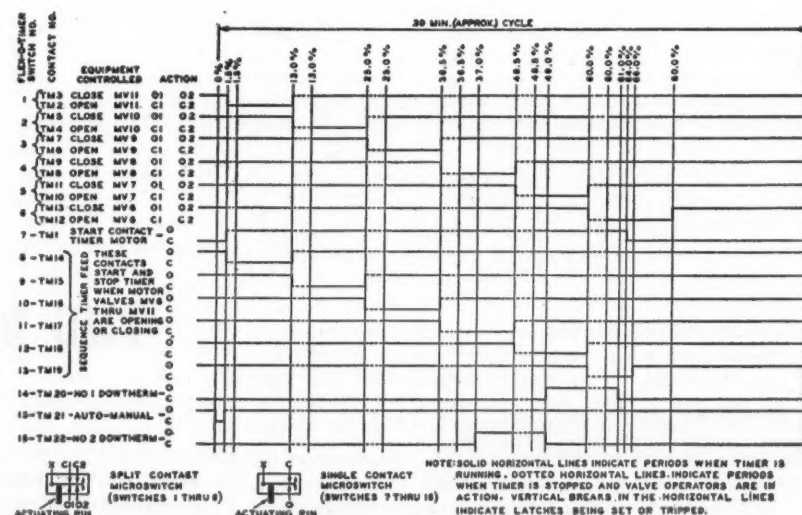 39 MIN.(APPROX.) CYCLE
FLEX-O-TIMER SWITCH NO.
CONTACT NO.
EQUIPMENT CONTROLLED
ACTION
0%
1.5%
1.5%
13.0%
13.0%
25.0%
25.0%
36.5%
36.5%
37.0%
48.5%
48.5%
49.0%
60.0%
60.0%
80.0%
1 TM3 CLOSE MV11 O1 O2
TM2 OPEN MV11. C1 C2
2 TM5 CLOSE MV10 O1 O2
TM4 OPEN MV10 C1 C2
3 TM7 CLOSE MV9 O1 O2
TM6 OPEN MV9 C1 C2
4 TM9 CLOSE MV8 O1 O2
TM8 OPEN MV8 C1 C2
5 TM11 CLOSE MV7 O1 O2
TM10 OPEN MV7 C1 C2
6 TM13 CLOSE MV6 O1 O2
TM12 OPEN MV6 C1 C2
7-TM1 START CONTACT TIMER MOTOR O C
8-TM14 O C
9-TM15 O C
10-TM16 O C
11-TM17 O C
12-TM18 O C
13-TM19 O C
SEQUENCE TIMER FEED
THESE
CONTACTS
START AND
STOP TIMER
WHEN MOTOR
VALVES MV6
THRU MV11
ARE OPENING
OR CLOSING
14-TM20-NO 1 DOWTHERM- O C
15-TM21-AUTO-MANUAL- O C
16-TM22-NO 2 DOWTHERM- O C
X C1C2
O1O2
ACTUATING PIN
SPLIT CONTACT
MICROSWITCH
(SWITCHES 1 THRU 6)
X C
O
ACTUATING PIN
SINGLE CONTACT
MICROSWITCH
(SWITCHES 7 THRU 16)
NOTE: SOLID HORIZONTAL LINES INDICATE PERIODS WHEN TIMER IS
RUNNING. DOTTED HORIZONTAL LINES. INDICATE PERIODS
WHEN TIMER IS STOPPED AND VALVE OPERATORS ARE IN
ACTION. VERTICAL BREAKS. IN THE HORIZONTAL LINES
INDICATE LATCHES BEING SET OR TRIPPED.